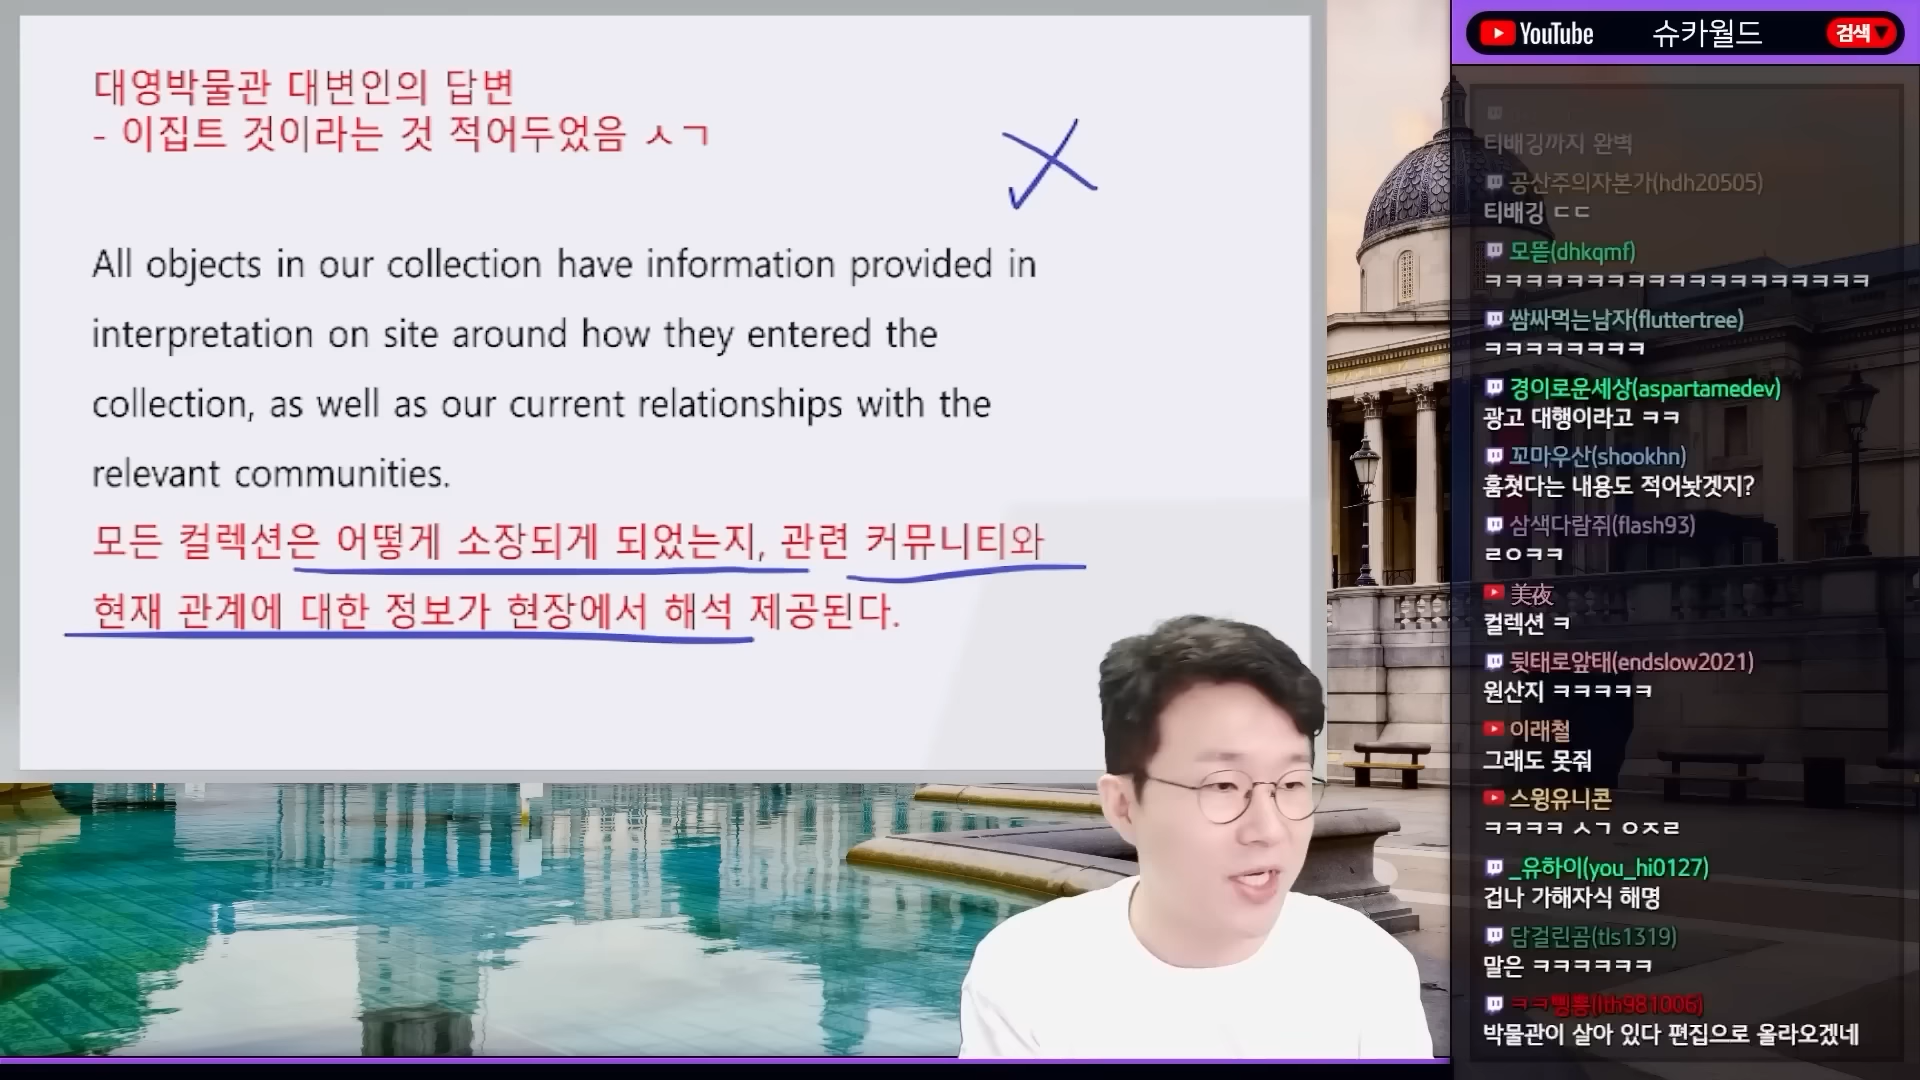 대영박물관 대변인의 답변
- 이집트 것이라는 것 적어두었음 ㅅㄱ
All objects in our collection have information provided in
interpretation on site around how they entered the
collection, as well as our current relationships with the
relevant communities.
모든 컬렉션은 어떻게 소장되게 되었는지, 관련 커뮤니티와
현재 관계에 대한 정보가 현장에서 해석 제공된다.
YouTube 슈카월드 검색▼
티배깅까지 완벽
공산주의자본가(hdh20505)
티배깅 ㄷㄷ
모뜯(dhkqmf)
ㅋㅋㅋㅋㅋㅋㅋㅋㅋㅋㅋㅋㅋㅋㅋㅋㅋㅋㅋ
쌈싸먹는남자(fluttertree)
ㅋㅋㅋㅋㅋㅋㅋㅋ
경이로운세상(aspartamedev)
광고 대행이라고 ㅋㅋ
꼬마우산(shookhn)
훔쳣다는 내용도 적어놧겟지?
삼색다람쥐(flash93)
ㄹㅇㅋㅋ
美夜
컬렉션 ㅋ
뒷태로앞태(endslow2021)
원산지 ㅋㅋㅋㅋㅋ
이래철
그래도 못줘
스윙유니콘
ㅋㅋㅋㅋ ㅅㄱ ㅇㅈㄹ
_유하이(you_hi0127)
겁나 가해자식 해명
담걸린곰(tls1319)
말은 ㅋㅋㅋㅋㅋㅋ
박물관이 살아 있다 편집으로 올라오겠네